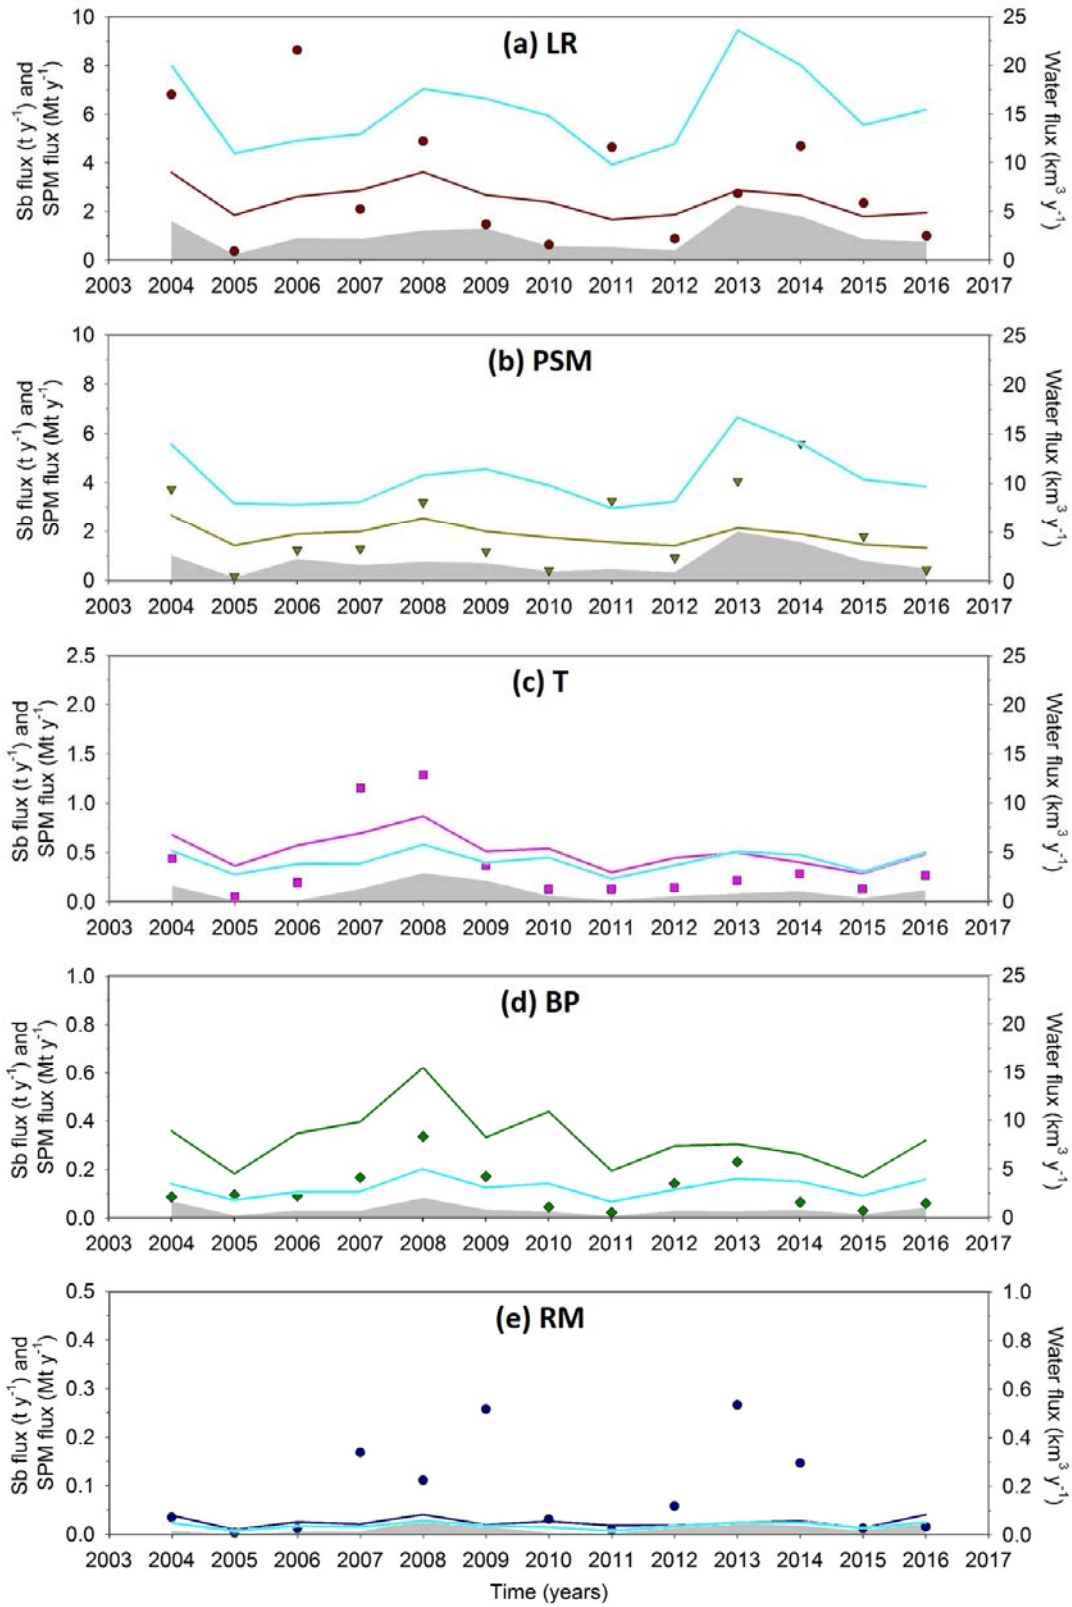 (a) LR
Sb flux (t y-1) and
SPM flux (Mt y-1)
Water flux (km3 y-1)
10
8
6
4
2
0
25
20
15
10
5
0
2003 2004 2005 2006 2007 2008 2009 2010 2011 2012 2013 2014 2015 2016 2017
(b) PSM
Sb flux (t y-1) and
SPM flux (Mt y-1)
Water flux (km3 y-1)
10
8
6
4
2
0
25
20
15
10
5
0
2003 2004 2005 2006 2007 2008 2009 2010 2011 2012 2013 2014 2015 2016 2017
(c) T
Sb flux (t y-1) and
SPM flux (Mt y-1)
Water flux (km3 y-1)
2.5
2.0
1.5
1.0
0.5
0.0
25
20
15
10
5
0
2003 2004 2005 2006 2007 2008 2009 2010 2011 2012 2013 2014 2015 2016 2017
(d) BP
Sb flux (t y-1) and
SPM flux (Mt y-1)
Water flux (km3 y-1)
1.0
0.8
0.6
0.4
0.2
0.0
25
20
15
10
5
0
2003 2004 2005 2006 2007 2008 2009 2010 2011 2012 2013 2014 2015 2016 2017
(e) RM
Sb flux (t y-1) and
SPM flux (Mt y-1)
Water flux (km3 y-1)
0.5
0.4
0.3
0.2
0.1
0.0
1.0
0.8
0.6
0.4
0.2
0.0
2003 2004 2005 2006 2007 2008 2009 2010 2011 2012 2013 2014 2015 2016 2017
Time (years)